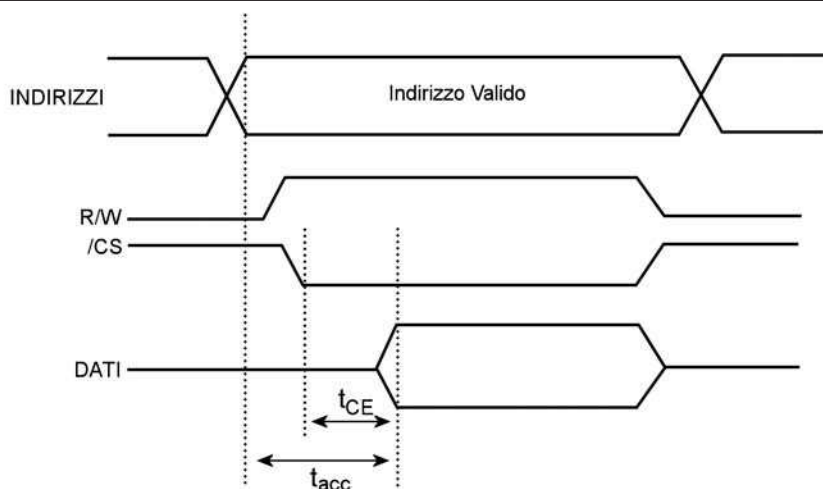 INDIRIZZI
Indirizzo Valido
R/W
/CS
DATI
tCE
tacc